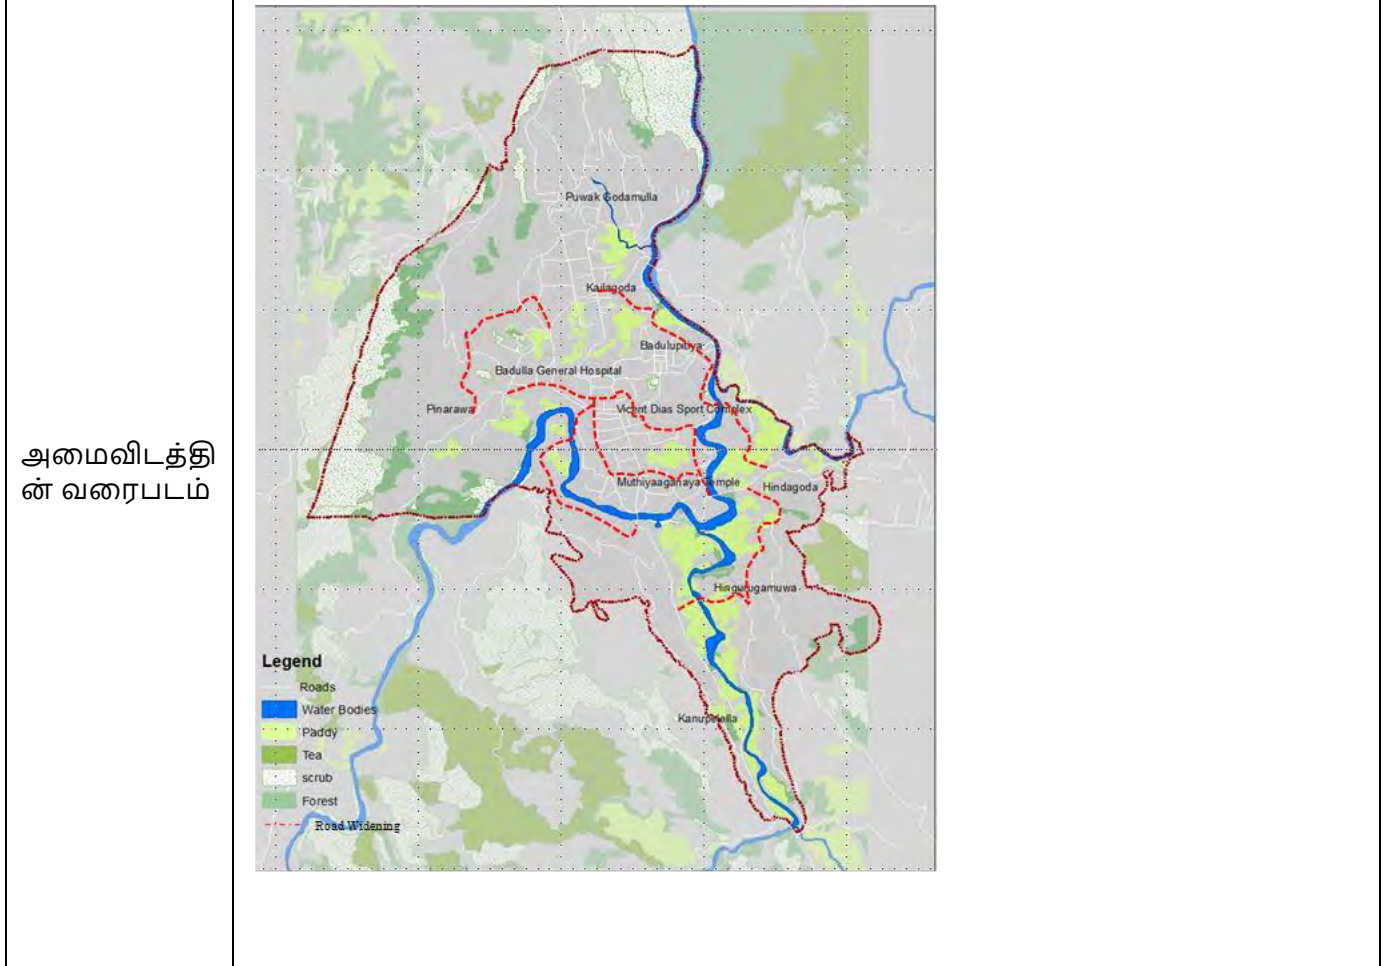 அமைவிடத்தி
ன் வரைபடம்
Puwak Godamulla
Kailagoda
Badulupitiya
Badulla General Hospital
Pinarawa
Vicent Dias Sport Complex
Muthiyaaganaya Temple
Hindagoda
Hingurugamuwa
Kanupelella
Legend
Roads
Water Bodies
Paddy
Tea
scrub
Forest
Road Widening